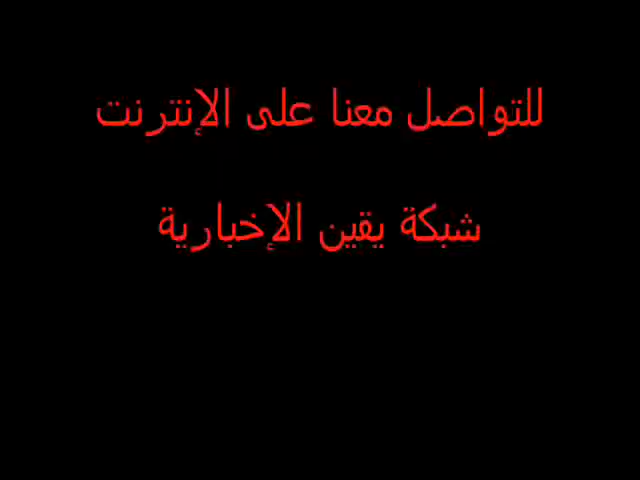 للتواصل معنا على الإنترنت
شبكة يقين الإخبارية